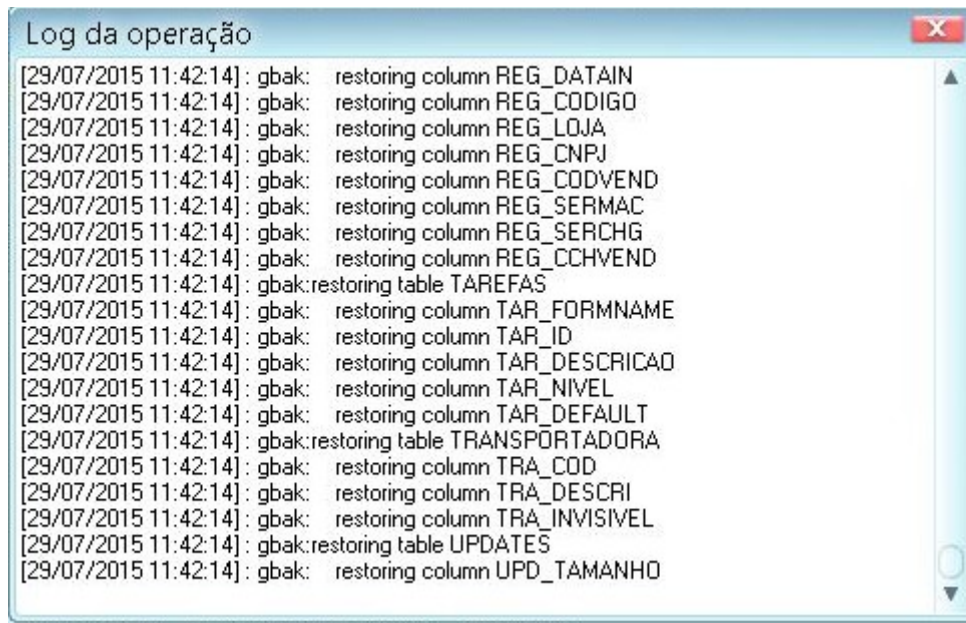 Log da operação
[29/07/2015 11:42:14] : gbak:    restoring column REG_DATAIN
[29/07/2015 11:42:14] : gbak:    restoring column REG_CODIGO
[29/07/2015 11:42:14] : gbak:    restoring column REG_LOJA
[29/07/2015 11:42:14] : gbak:    restoring column REG_CNPJ
[29/07/2015 11:42:14] : gbak:    restoring column REG_CODVEND
[29/07/2015 11:42:14] : gbak:    restoring column REG_SERMAC
[29/07/2015 11:42:14] : gbak:    restoring column REG_SERCHG
[29/07/2015 11:42:14] : gbak:    restoring column REG_CCHVEND
[29/07/2015 11:42:14] : gbak:restoring table TAREFAS
[29/07/2015 11:42:14] : gbak:    restoring column TAR_FORMNAME
[29/07/2015 11:42:14] : gbak:    restoring column TAR_ID
[29/07/2015 11:42:14] : gbak:    restoring column TAR_DESCRICAO
[29/07/2015 11:42:14] : gbak:    restoring column TAR_NIVEL
[29/07/2015 11:42:14] : gbak:    restoring column TAR_DEFAULT
[29/07/2015 11:42:14] : gbak:restoring table TRANSPORTADORA
[29/07/2015 11:42:14] : gbak:    restoring column TRA_COD
[29/07/2015 11:42:14] : gbak:    restoring column TRA_DESCRI
[29/07/2015 11:42:14] : gbak:    restoring column TRA_INVISIVEL
[29/07/2015 11:42:14] : gbak:restoring table UPDATES
[29/07/2015 11:42:14] : gbak:    restoring column UPD_TAMANHO